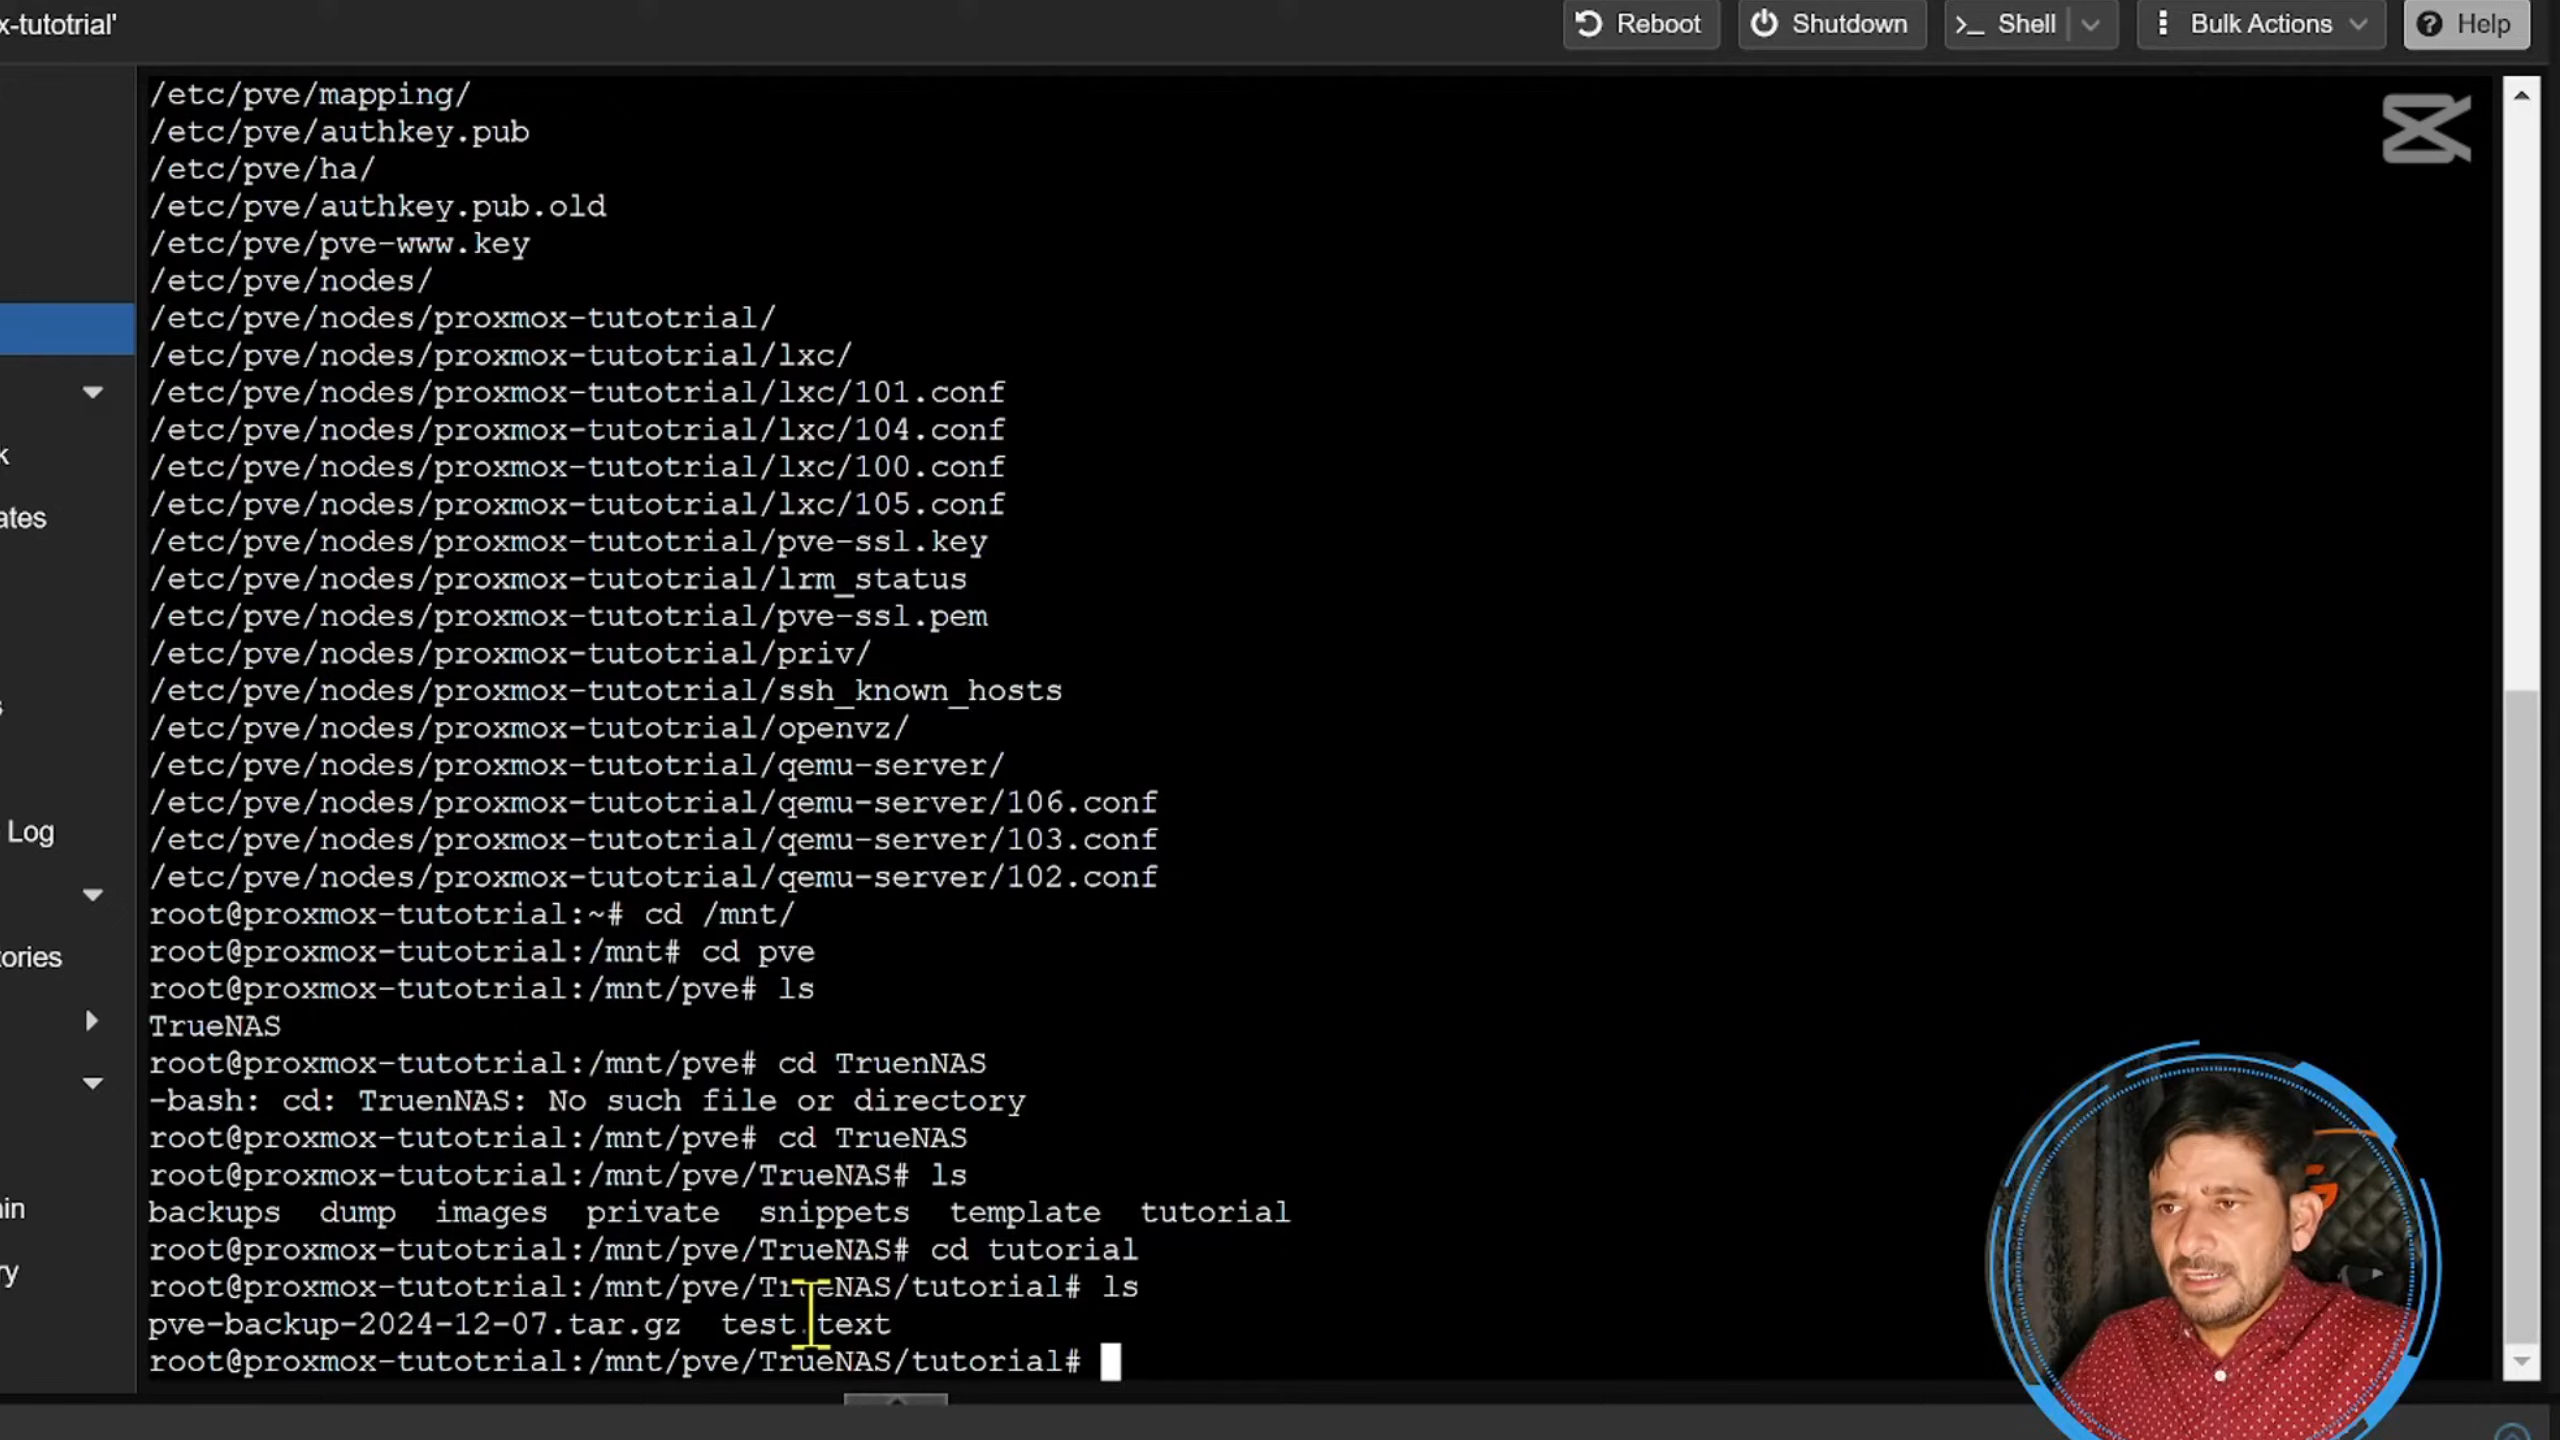 x-tutotrial'
Reboot
Shutdown
>_ Shell
Bulk Actions
Help
/etc/pve/mapping/
/etc/pve/authkey.pub
/etc/pve/ha/
/etc/pve/authkey.pub.old
/etc/pve/pve-www.key
/etc/pve/nodes/
/etc/pve/nodes/proxmox-tutotrial/
/etc/pve/nodes/proxmox-tutotrial/lxc/
/etc/pve/nodes/proxmox-tutotrial/lxc/101.conf
/etc/pve/nodes/proxmox-tutotrial/lxc/104.conf
/etc/pve/nodes/proxmox-tutotrial/lxc/100.conf
/etc/pve/nodes/proxmox-tutotrial/lxc/105.conf
/etc/pve/nodes/proxmox-tutotrial/pve-ssl.key
/etc/pve/nodes/proxmox-tutotrial/lrm_status
/etc/pve/nodes/proxmox-tutotrial/pve-ssl.pem
/etc/pve/nodes/proxmox-tutotrial/priv/
/etc/pve/nodes/proxmox-tutotrial/ssh_known_hosts
/etc/pve/nodes/proxmox-tutotrial/openvz/
/etc/pve/nodes/proxmox-tutotrial/qemu-server/
/etc/pve/nodes/proxmox-tutotrial/qemu-server/106.conf
/etc/pve/nodes/proxmox-tutotrial/qemu-server/103.conf
/etc/pve/nodes/proxmox-tutotrial/qemu-server/102.conf
root@proxmox-tutotrial:~# cd /mnt/
root@proxmox-tutotrial:/mnt# cd pve
root@proxmox-tutotrial:/mnt/pve# ls
TrueNAS
root@proxmox-tutotrial:/mnt/pve# cd TruenNAS
-bash: cd: TruenNAS: No such file or directory
root@proxmox-tutotrial:/mnt/pve# cd TrueNAS
root@proxmox-tutotrial:/mnt/pve/TrueNAS# ls
backups dump images private snippets template tutorial
root@proxmox-tutotrial:/mnt/pve/TrueNAS# cd tutorial
root@proxmox-tutotrial:/mnt/pve/TrueNAS/tutorial# ls
pve-backup-2024-12-07.tar.gz test.text
root@proxmox-tutotrial:/mnt/pve/TrueNAS/tutorial#
k
ates
s
Log
tories
in
ry